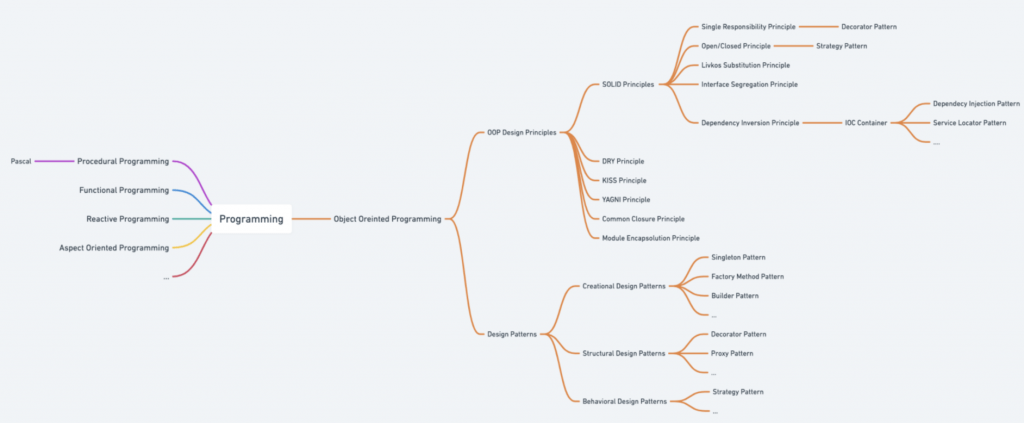 Programming
Pascal
Procedural Programming
Functional Programming
Reactive Programming
Aspect Oriented Programming
...
Object Oreinted Programming
OOP Design Principles
SOLID Principles
Single Responsibility Principle
Decorator Pattern
Open/Closed Principle
Strategy Pattern
Livkos Substitution Principle
Interface Segregation Principle
Dependency Inversion Principle
IOC Container
Dependecy Injection Pattern
Service Locator Pattern
...
DRY Principle
KISS Principle
YAGNI Principle
Common Closure Principle
Module Encapsolution Principle
Design Patterns
Creational Design Patterns
Singleton Pattern
Factory Method Pattern
Builder Pattern
...
Structural Design Patterns
Decorator Pattern
Proxy Pattern
...
Behavioral Design Patterns
Strategy Pattern
...